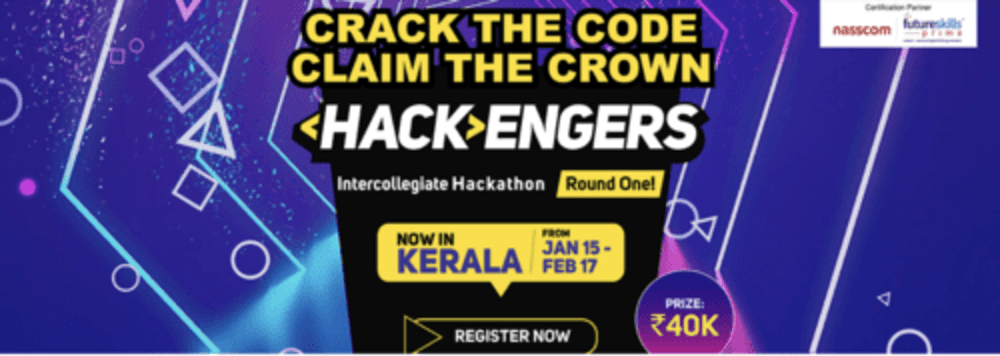 Certification Partner
nasscom
futureskills
prime
CRACK THE CODE
CLAIM THE CROWN
<HACK>ENGERS
Intercollegiate Hackathon
Round One!
NOW IN
KERALA
FROM
JAN 15 -
FEB 17
PRIZE:
₹40K
REGISTER NOW